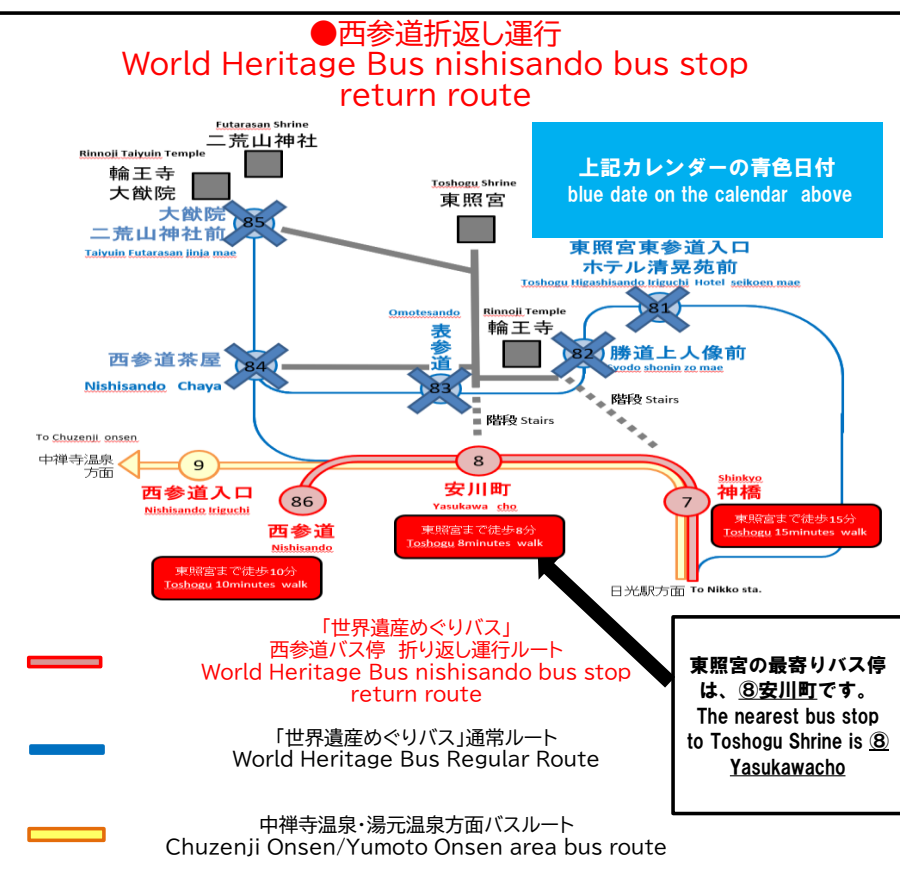 ●西参道折返し運行
World Heritage Bus nishisando bus stop
return route
上記カレンダーの青色日付
blue date on the calendar above
Futarasan Shrine
二荒山神社
Rinnoji Taiyuin Temple
輪王寺
大猷院
大猷院
二荒山神社前
Taiyuin Futarasan jinja mae
85
Toshogu Shrine
東照宮
東照宮東参道入口
ホテル清晃苑前
Toshogu Higashisando Iriguchi Hotel seikoen mae
81
Omotesando
表参道
83
Rinnoji Temple
輪王寺
82
勝道上人像前
yodo shonin zo mae
西参道茶屋
Nishisando Chaya
84
階段 Stairs
階段 Stairs
To Chuzenji onsen
中禅寺温泉
方面
9
西参道入口
Nishisando Iriguchi
86
西参道
Nishisando
東照宮まで徒歩10分
Toshogu 10minutes walk
8
安川町
Yasukawa cho
東照宮まで徒歩8分
Toshogu 8minutes walk
Shinkyo
神橋
7
東照宮まで徒歩15分
Toshogu 15minutes walk
日光駅方面 To Nikko sta.
「世界遺産めぐりバス」
西参道バス停 折り返し運行ルート
World Heritage Bus nishisando bus stop
return route
「世界遺産めぐりバス」通常ルート
World Heritage Bus Regular Route
中禅寺温泉・湯元温泉方面バスルート
Chuzenji Onsen/Yumoto Onsen area bus route
東照宮の最寄りバス停
は、⑧安川町です。
The nearest bus stop
to Toshogu Shrine is ⑧
Yasukawacho